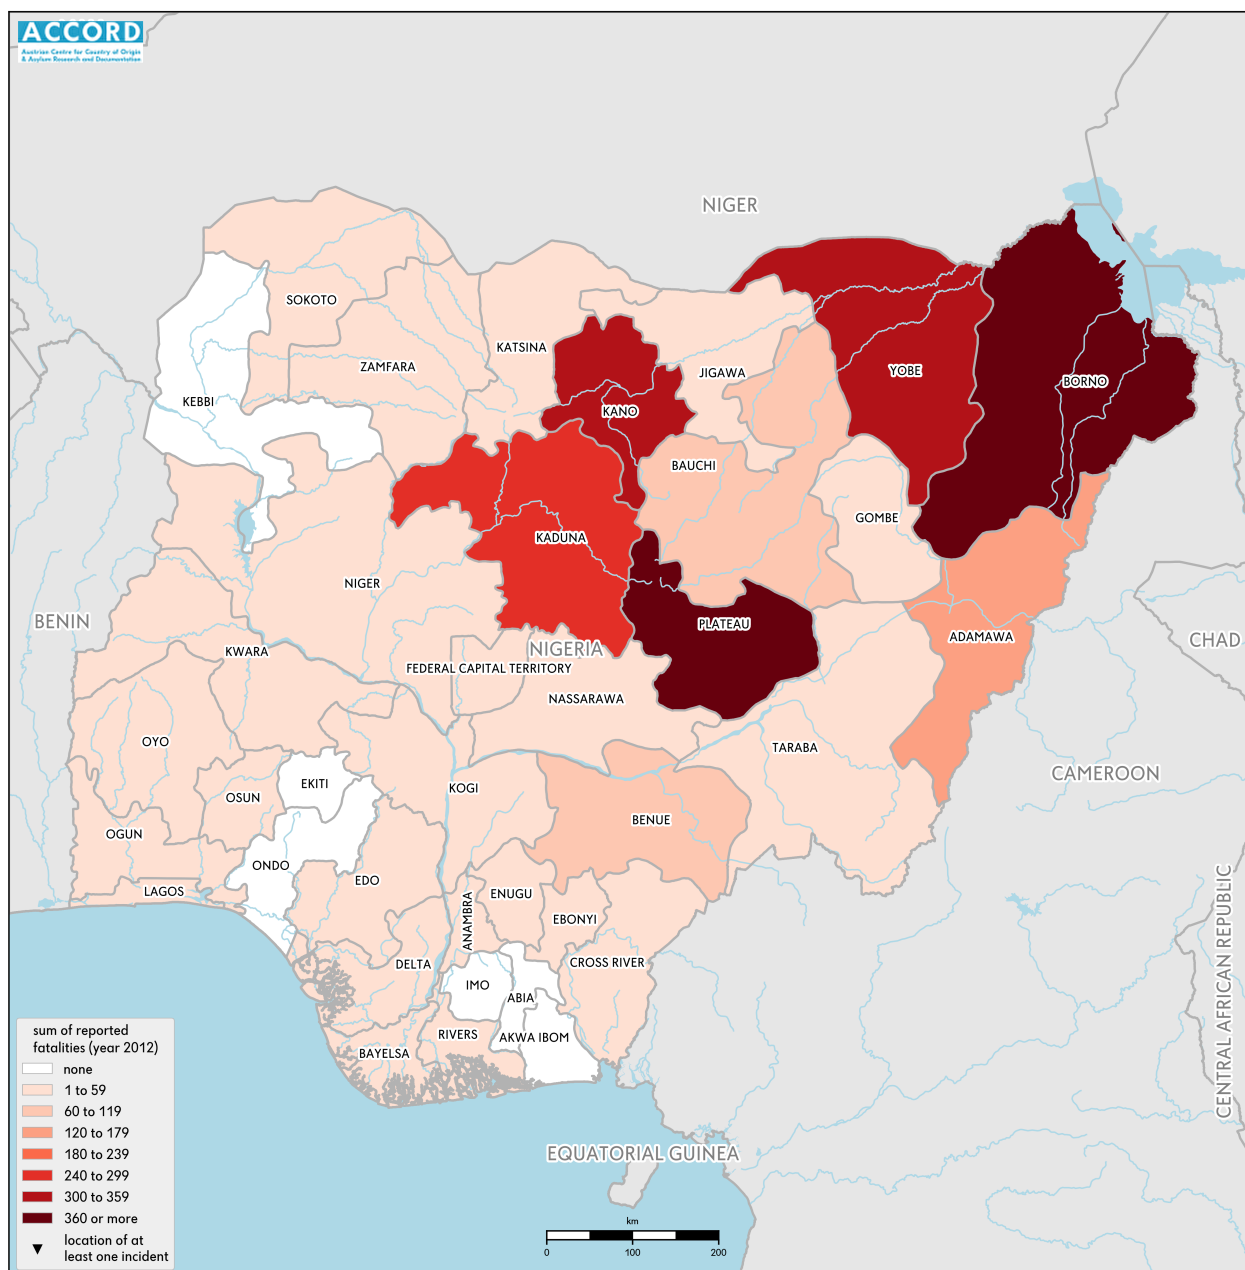 ACCORD
Austrian Centre for Country of Origin
& Asylum Research and Documentation
NIGER
SOKOTO
KATSINA
ZAMFARA
JIGAWA
YOBE
BORNO
KEBBI
KANO
BAUCHI
GOMBE
KADUNA
NIGER
BENIN
PLATEAU
ADAMAWA
CHAD
NIGERIA
KWARA
FEDERAL CAPITAL TERRITORY
NASSARAWA
OYO
TARABA
CAMEROON
EKITI
KOGI
OSUN
BENUE
OGUN
ONDO
EDO
LAGOS
ENUGU
ANAMBRA
EBONYI
DELTA
CROSS RIVER
IMO
ABIA
RIVERS
AKWA IBOM
BAYELSA
CENTRAL AFRICAN REPUBLIC
EQUATORIAL GUINEA
sum of reported
fatalities (year 2012)
none
1 to 59
60 to 119
120 to 179
180 to 239
240 to 299
300 to 359
360 or more
location of at
least one incident
km
0 100 200